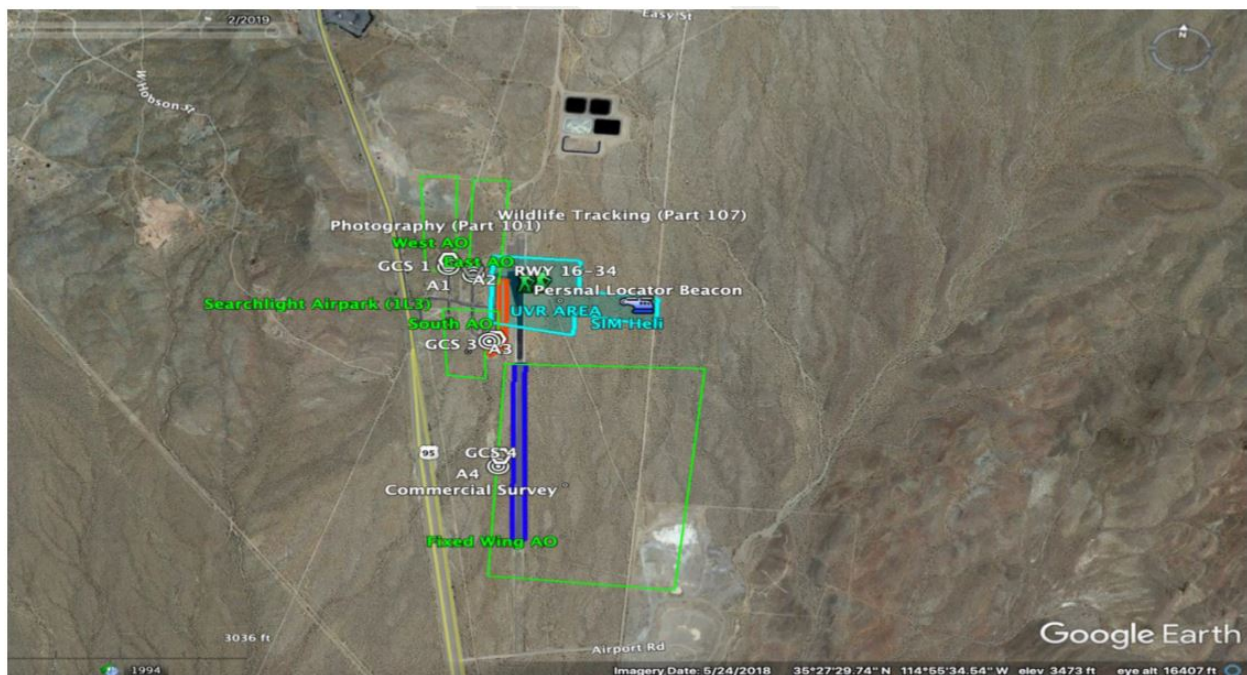 Easy St
2/2019
N
W Hobson St
Wildlife Tracking (Part 107)
Photography (Part 101)
West AO
East AO
GCS 1
RWY 16-34
A1
A2
Persnal Locator Beacon
Searchlight Airpark (1L3)
UVR AREA
South AO
SIM Heli
GCS 3
A3
95
GCS 4
A4
Commercial Survey
Fixed Wing AO
3036 ft
Airport Rd
Google Earth
1994
Imagery Date: 5/24/2018 35°27'29.74" N 114°55'34.54" W elev 3473 ft eye alt 16407 ft